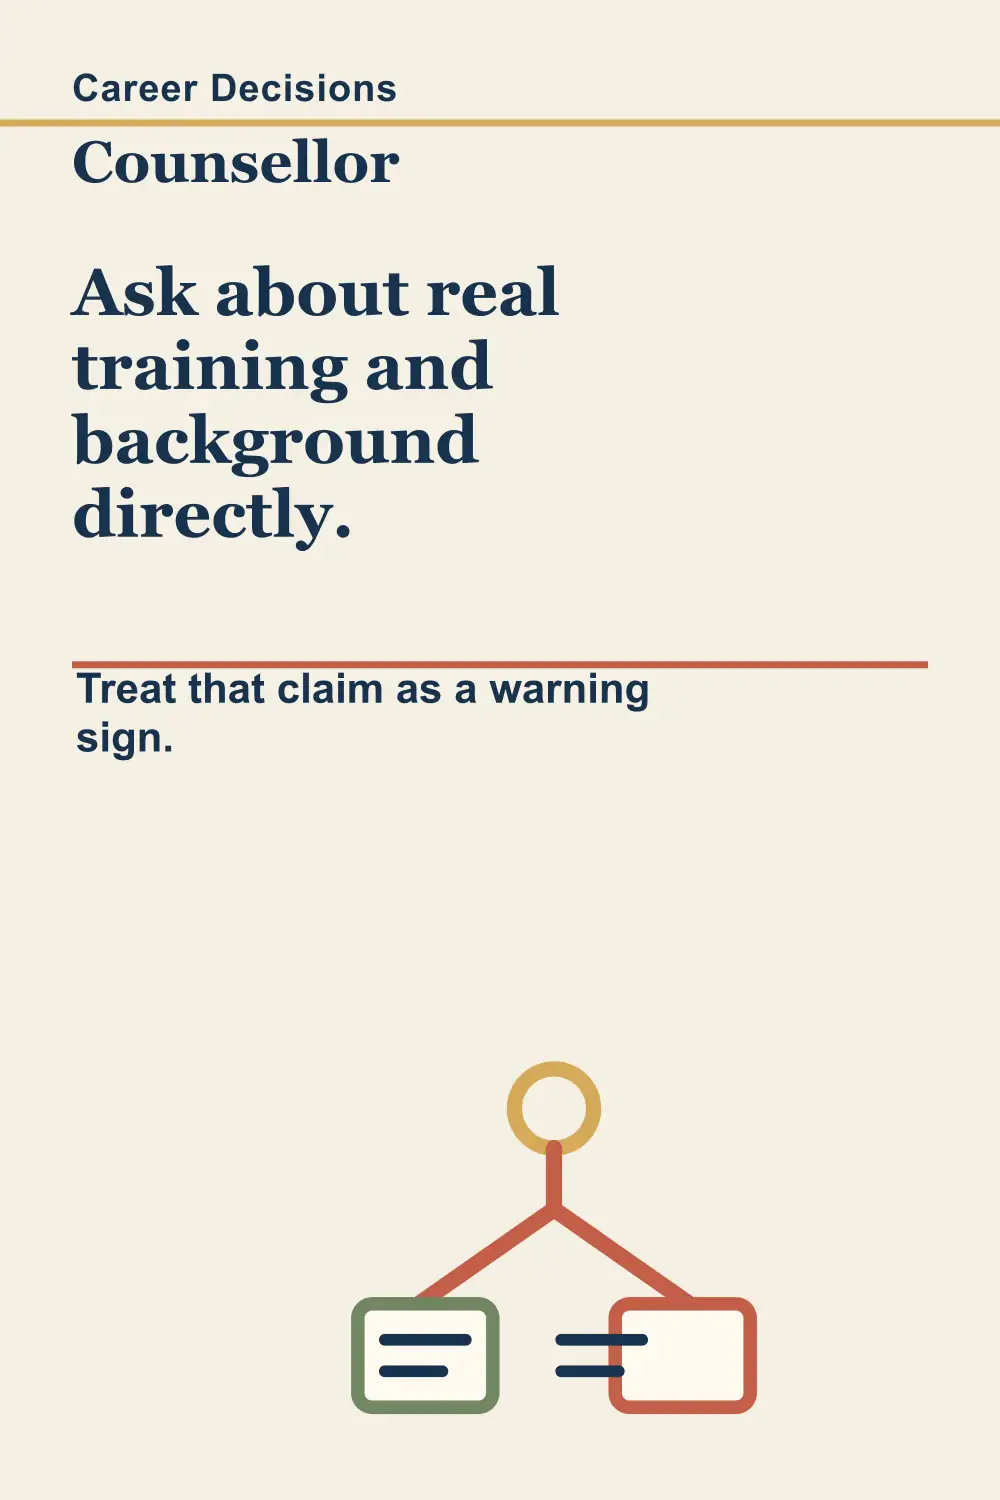 Career Decisions
Counsellor
Ask about real
training and
background
directly.
Treat that claim as a warning
sign.